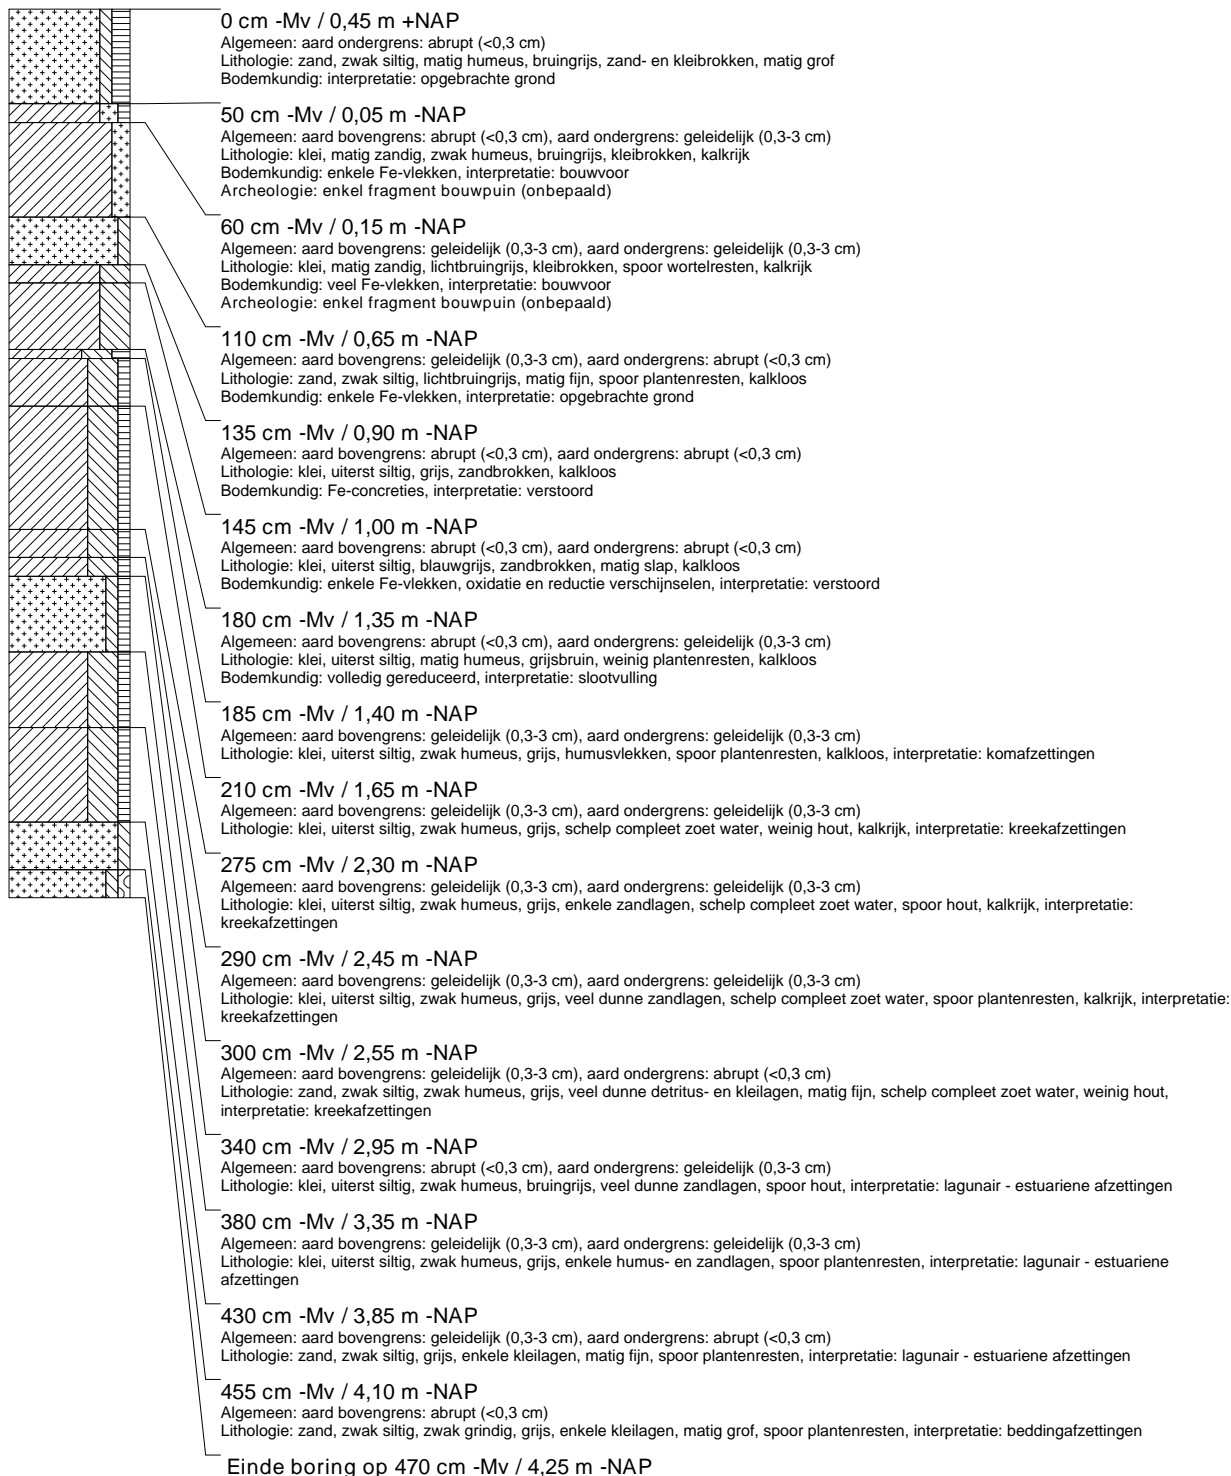 0 cm -Mv / 0,45 m +NAP
Algemeen: aard ondergrens: abrupt (<0,3 cm)
Lithologie: zand, zwak siltig, matig humeus, bruingrijs, zand- en kleibrokken, matig grof
Bodemkundig: interpretatie: opgebrachte grond
50 cm -Mv / 0,05 m -NAP
Algemeen: aard bovengrens: abrupt (<0,3 cm), aard ondergrens: geleidelijk (0,3-3 cm)
Lithologie: klei, matig zandig, zwak humeus, bruingrijs, kleibrokken, kalkrijk
Bodemkundig: enkele Fe-vlekken, interpretatie: bouwvoor
Archeologie: enkel fragment bouwpuin (onbepaald)
60 cm -Mv / 0,15 m -NAP
Algemeen: aard bovengrens: geleidelijk (0,3-3 cm), aard ondergrens: geleidelijk (0,3-3 cm)
Lithologie: klei, matig zandig, lichtbruingrijs, kleibrokken, spoor wortelresten, kalkrijk
Bodemkundig: veel Fe-vlekken, interpretatie: bouwvoor
Archeologie: enkel fragment bouwpuin (onbepaald)
110 cm -Mv / 0,65 m -NAP
Algemeen: aard bovengrens: geleidelijk (0,3-3 cm), aard ondergrens: abrupt (<0,3 cm)
Lithologie: zand, zwak siltig, lichtbruingrijs, matig fijn, spoor plantenresten, kalkloos
Bodemkundig: enkele Fe-vlekken, interpretatie: opgebrachte grond
135 cm -Mv / 0,90 m -NAP
Algemeen: aard bovengrens: abrupt (<0,3 cm), aard ondergrens: abrupt (<0,3 cm)
Lithologie: klei, uiterst siltig, grijs, zandbrokken, kalkloos
Bodemkundig: Fe-concreties, interpretatie: verstoord
145 cm -Mv / 1,00 m -NAP
Algemeen: aard bovengrens: abrupt (<0,3 cm), aard ondergrens: abrupt (<0,3 cm)
Lithologie: klei, uiterst siltig, blauwgrijs, zandbrokken, matig slap, kalkloos
Bodemkundig: enkele Fe-vlekken, oxidatie en reductie verschijnselen, interpretatie: verstoord
180 cm -Mv / 1,35 m -NAP
Algemeen: aard bovengrens: abrupt (<0,3 cm), aard ondergrens: geleidelijk (0,3-3 cm)
Lithologie: klei, uiterst siltig, matig humeus, grijsbruin, weinig plantenresten, kalkloos
Bodemkundig: volledig gereduceerd, interpretatie: slootvulling
185 cm -Mv / 1,40 m -NAP
Algemeen: aard bovengrens: geleidelijk (0,3-3 cm), aard ondergrens: geleidelijk (0,3-3 cm)
Lithologie: klei, uiterst siltig, zwak humeus, grijs, humusvlekken, spoor plantenresten, kalkloos, interpretatie: komafzettingen
210 cm -Mv / 1,65 m -NAP
Algemeen: aard bovengrens: geleidelijk (0,3-3 cm), aard ondergrens: geleidelijk (0,3-3 cm)
Lithologie: klei, uiterst siltig, zwak humeus, grijs, schelp compleet zoet water, weinig hout, kalkrijk, interpretatie: kreekafzettingen
275 cm -Mv / 2,30 m -NAP
Algemeen: aard bovengrens: geleidelijk (0,3-3 cm), aard ondergrens: geleidelijk (0,3-3 cm)
Lithologie: klei, uiterst siltig, zwak humeus, grijs, enkele zandlagen, schelp compleet zoet water, spoor hout, kalkrijk, interpretatie:
kreekafzettingen
290 cm -Mv / 2,45 m -NAP
Algemeen: aard bovengrens: geleidelijk (0,3-3 cm), aard ondergrens: geleidelijk (0,3-3 cm)
Lithologie: klei, uiterst siltig, zwak humeus, grijs, veel dunne zandlagen, schelp compleet zoet water, spoor plantenresten, kalkrijk, interpretatie:
kreekafzettingen
300 cm -Mv / 2,55 m -NAP
Algemeen: aard bovengrens: geleidelijk (0,3-3 cm), aard ondergrens: abrupt (<0,3 cm)
Lithologie: zand, zwak siltig, zwak humeus, grijs, veel dunne detritus- en kleilagen, matig fijn, schelp compleet zoet water, weinig hout,
interpretatie: kreekafzettingen
340 cm -Mv / 2,95 m -NAP
Algemeen: aard bovengrens: abrupt (<0,3 cm), aard ondergrens: geleidelijk (0,3-3 cm)
Lithologie: klei, uiterst siltig, zwak humeus, bruingrijs, veel dunne zandlagen, spoor hout, interpretatie: lagunair - estuariene afzettingen
380 cm -Mv / 3,35 m -NAP
Algemeen: aard bovengrens: geleidelijk (0,3-3 cm), aard ondergrens: geleidelijk (0,3-3 cm)
Lithologie: klei, uiterst siltig, zwak humeus, grijs, enkele humus- en zandlagen, spoor plantenresten, interpretatie: lagunair - estuariene
afzettingen
430 cm -Mv / 3,85 m -NAP
Algemeen: aard bovengrens: geleidelijk (0,3-3 cm), aard ondergrens: abrupt (<0,3 cm)
Lithologie: zand, zwak siltig, grijs, enkele kleilagen, matig fijn, spoor plantenresten, interpretatie: lagunair - estuariene afzettingen
455 cm -Mv / 4,10 m -NAP
Algemeen: aard bovengrens: abrupt (<0,3 cm)
Lithologie: zand, zwak siltig, zwak grindig, grijs, enkele kleilagen, matig grof, spoor plantenresten, interpretatie: beddingafzettingen
Einde boring op 470 cm -Mv / 4,25 m -NAP